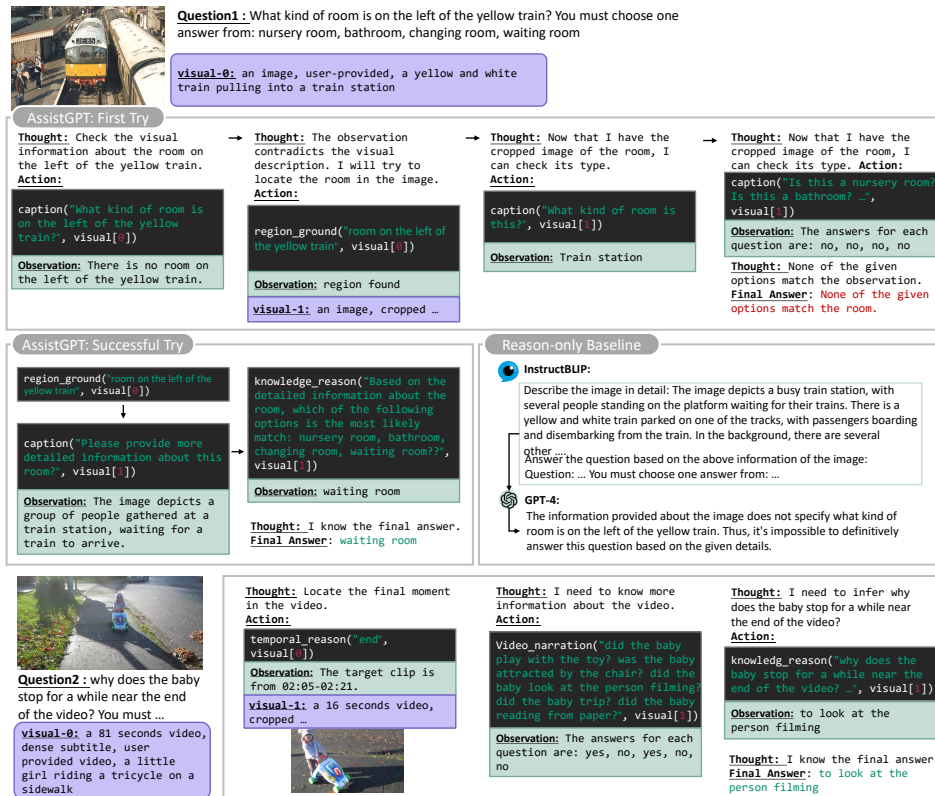 Question1 : What kind of room is on the left of the yellow train? You must choose one
answer from: nursery room, bathroom, changing room, waiting room
visual-0: an image, user-provided, a yellow and white
train pulling into a train station
AssistGPT: First Try
Thought: Check the visual
information about the room on
the left of the yellow train.
Action:
caption("What kind of room is
on the left of the yellow
train?", visual[0])
Observation: There is no room on
the left of the yellow train.
Thought: The observation
contradicts the visual
description. I will try to
locate the room in the image.
Action:
region_ground("room on the left of
the yellow train", visual[0])
Observation: region found
visual-1: an image, cropped …
Thought: Now that I have the
cropped image of the room, I
can check its type.
Action:
caption("What kind of room is
this?", visual[1])
Observation: Train station
Thought: Now that I have the
cropped image of the room, I
can check its type. Action:
caption("Is this a nursery room?
Is this a bathroom? …",
visual[1])
Observation: The answers for each
question are: no, no, no, no
Thought: None of the given
options match the observation.
Final Answer: None of the given
options match the room.
AssistGPT: Successful Try
region_ground("room on the left of the
yellow train", visual[0])
caption("Please provide more
detailed information about this
room?", visual[1])
Observation: The image depicts a
group of people gathered at a
train station, waiting for a
train to arrive.
knowledge_reason("Based on the
detailed information about the
room, which of the following
options is the most likely
match: nursery room, bathroom,
changing room, waiting room??",
visual[1])
Observation: waiting room
Thought: I know the final answer.
Final Answer: waiting room
Reason-only Baseline
InstructBLIP:
Describe the image in detail: The image depicts a busy train station, with
several people standing on the platform waiting for their trains. There is a
yellow and white train parked on one of the tracks, with passengers boarding
and disembarking from the train. In the background, there are several
other ….
Answer the question based on the above information of the image:
Question: … You must choose one answer from: …
GPT-4:
The information provided about the image does not specify what kind of
room is on the left of the yellow train. Thus, it's impossible to definitively
answer this question based on the given details.
Question2 : why does the baby
stop for a while near the end
of the video? You must …
visual-0: a 81 seconds video,
dense subtitle, user
provided video, a little
girl riding a tricycle on a
sidewalk
Thought: Locate the final moment
in the video.
Action:
temporal_reason("end",
visual[0])
Observation: The target clip is
from 02:05-02:21.
visual-1: a 16 seconds video,
cropped …
Thought: I need to know more
information about the video.
Action:
Video_narration("did the baby
play with the toy? was the baby
attracted by the chair? did the
baby look at the person filming?
did the baby trip? did the baby
reading from paper?", visual[1])
Observation: The answers for each
question are: yes, no, yes, no,
no
Thought: I need to infer why
does the baby stop for a while near
the end of the video?
Action:
knowledg_reason("why does the
baby stop for a while near the
end of the video? …", visual[1])
Observation: to look at the
person filming
Thought: I know the final answer
Final Answer: to look at the
person filming